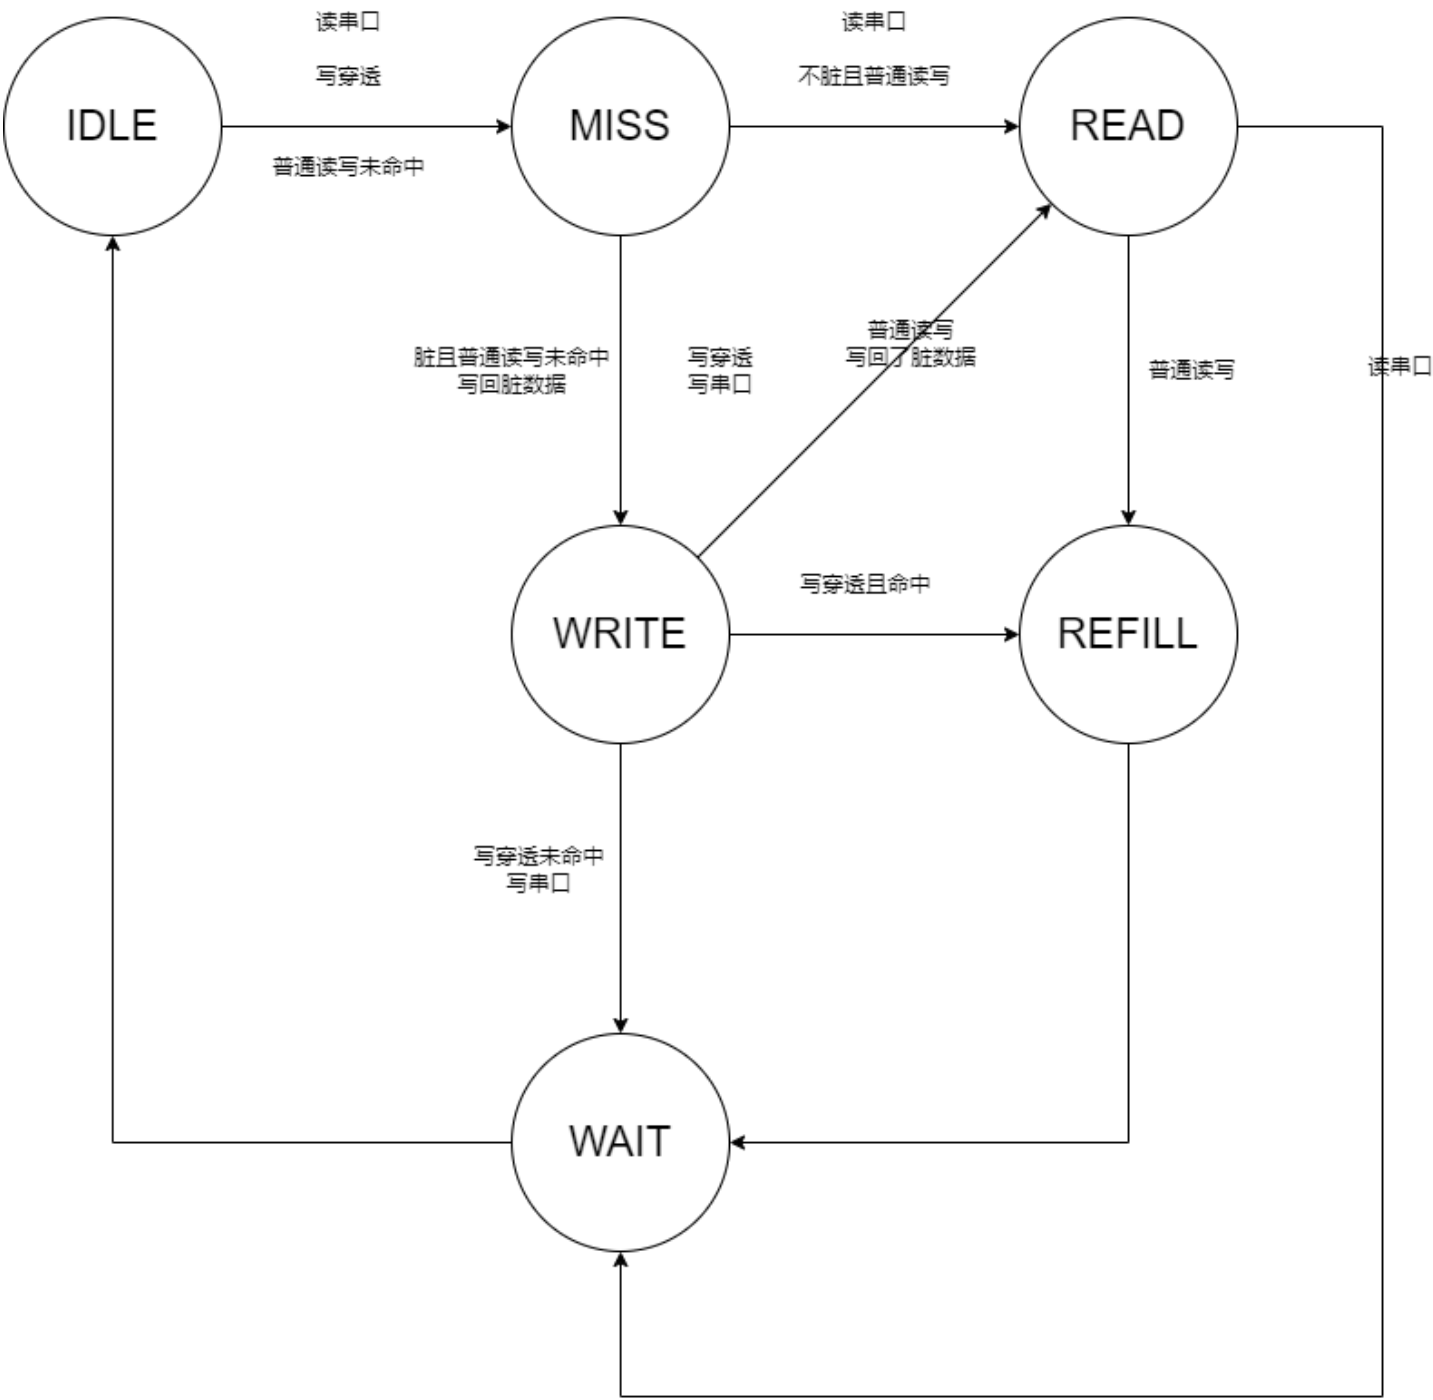 读串口
读串口
写穿透
不脏且普通读写
IDLE
MISS
READ
普通读写未命中
普通读写
写回了脏数据
脏且普通读写未命中
写回脏数据
写穿透
写串口
普通读写
读串口
写穿透且命中
WRITE
REFILL
写穿透未命中
写串口
WAIT